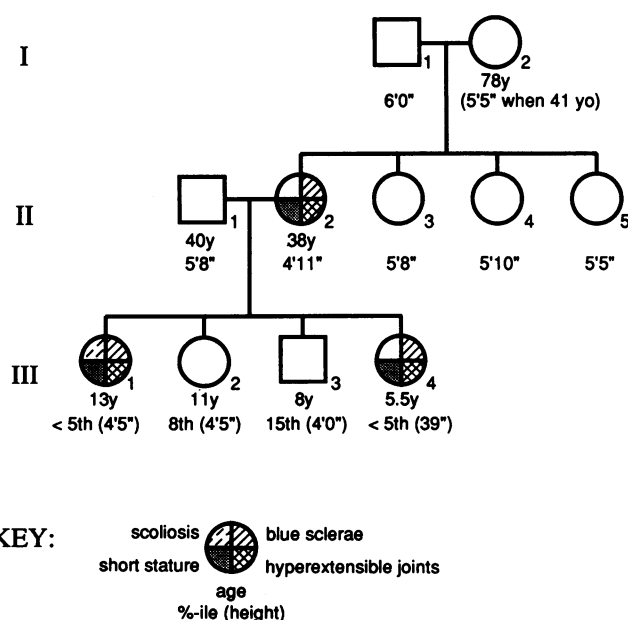 I
1
2
78y
6'0"
(5'5" when 41 yo)
II
1
2
3
4
5
40y
38y
5'8"
4'11"
5'8"
5'10"
5'5"
III
1
2
3
4
13y
11y
8y
5.5y
< 5th (4'5")
8th (4'5")
15th (4'0")
< 5th (39")
KEY:
scoliosis
blue sclerae
short stature
hyperextensible joints
age
%-ile (height)